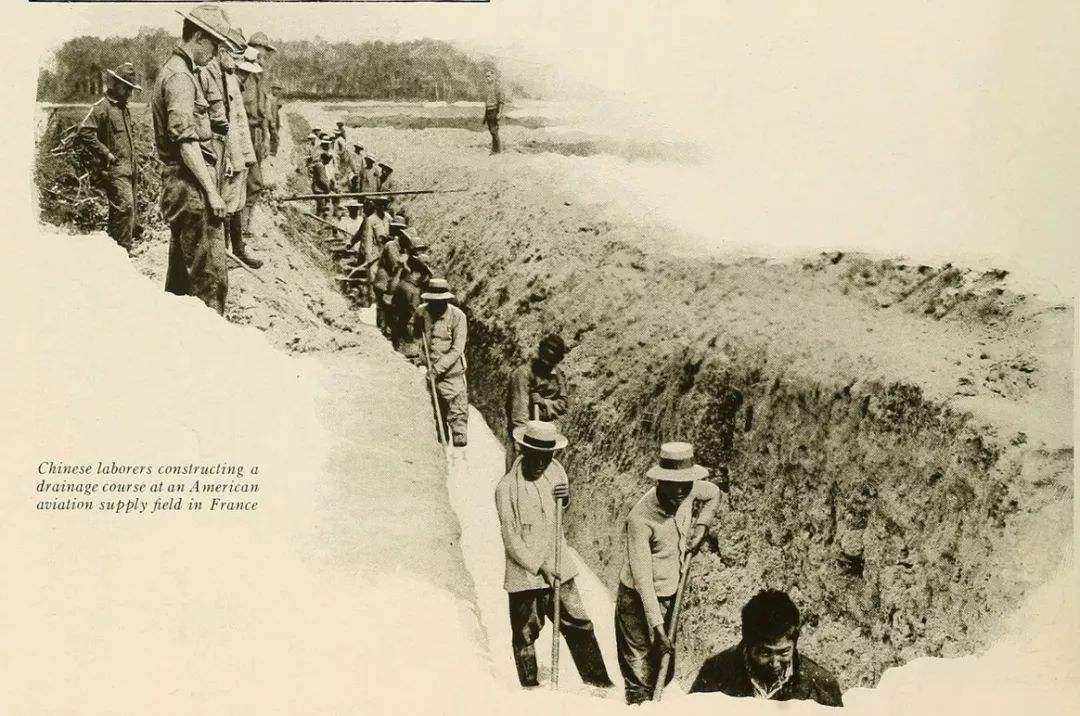 Chinese laborers constructing a
drainage course at an American
aviation supply field in France